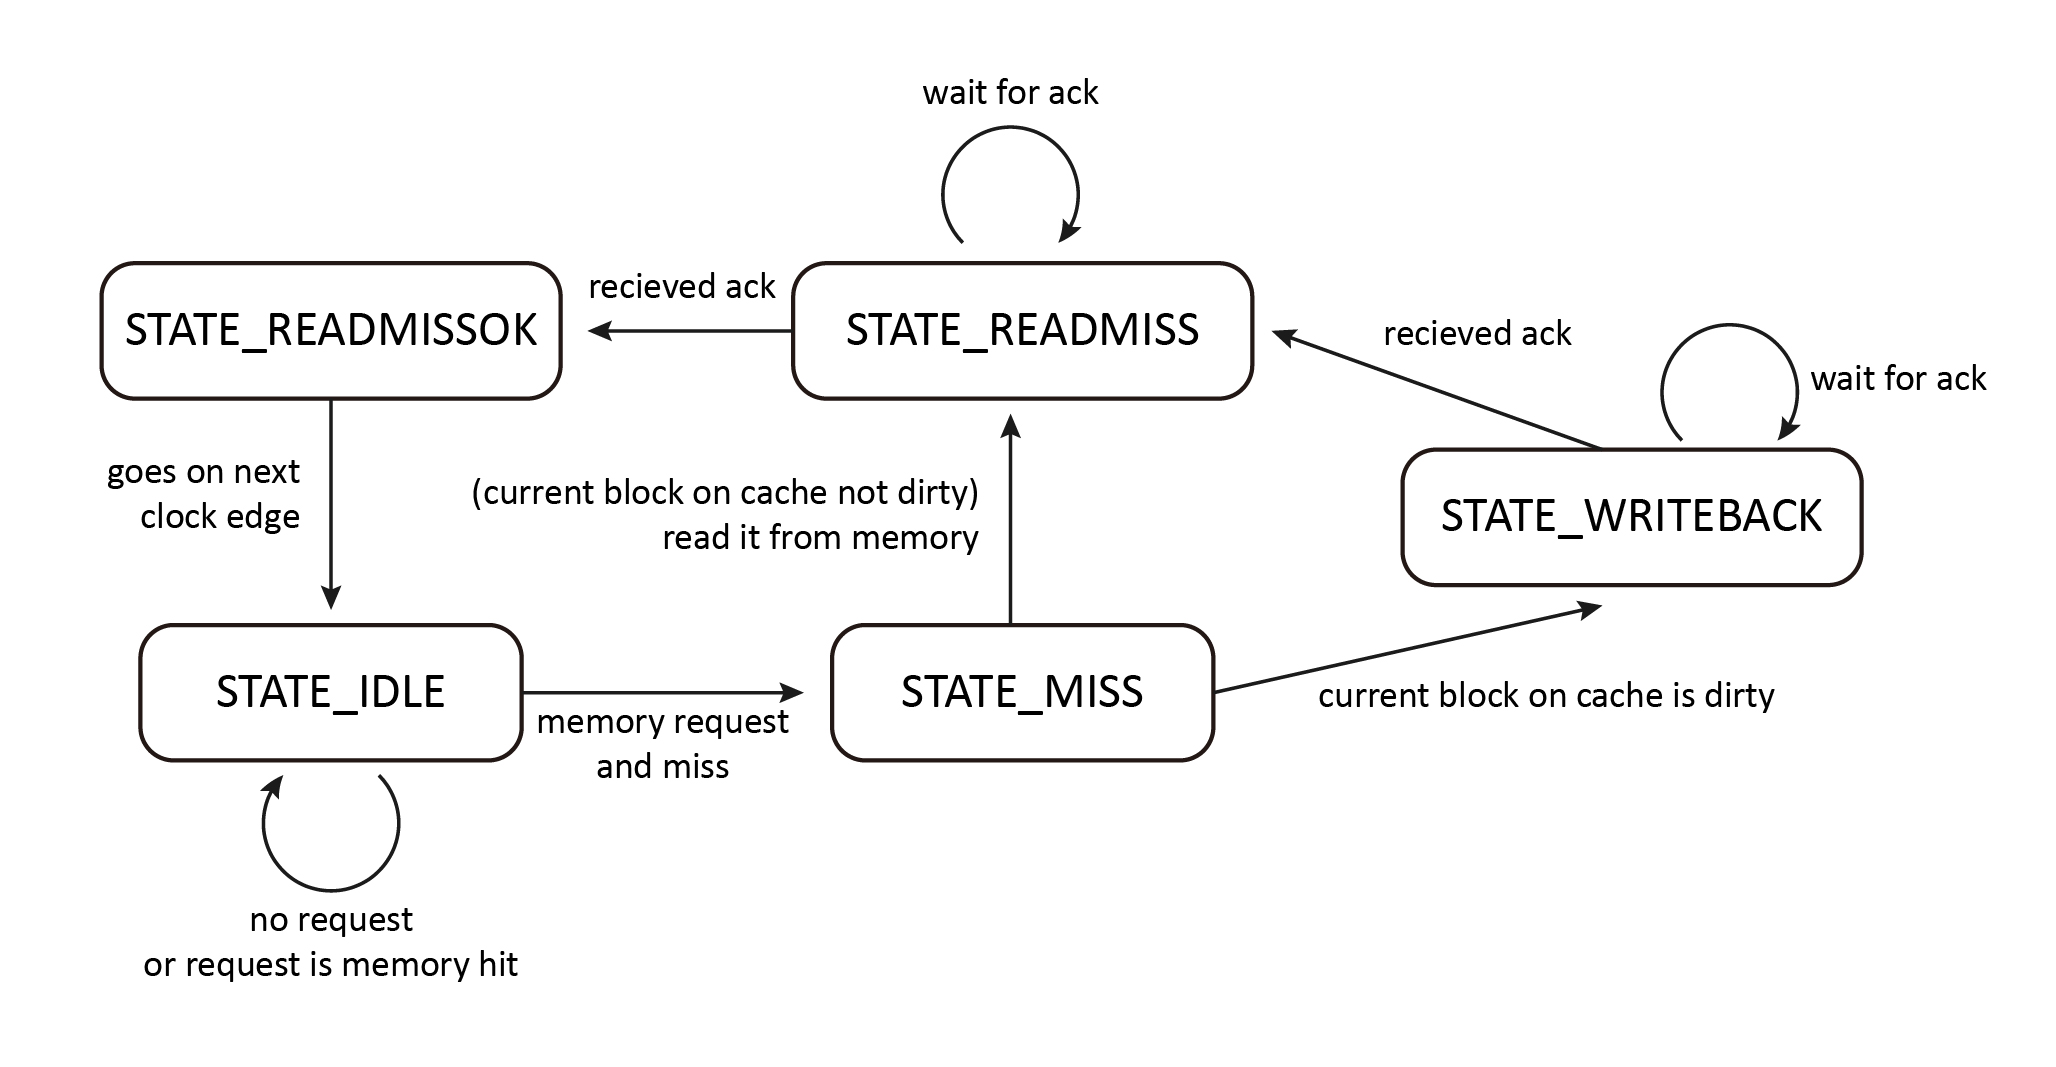 wait for ack
STATE_READMISSOK
recieved ack
STATE_READMISS
recieved ack
wait for ack
goes on next
clock edge
(current block on cache not dirty)
read it from memory
STATE_WRITEBACK
STATE_IDLE
memory request
and miss
STATE_MISS
current block on cache is dirty
no request
or request is memory hit